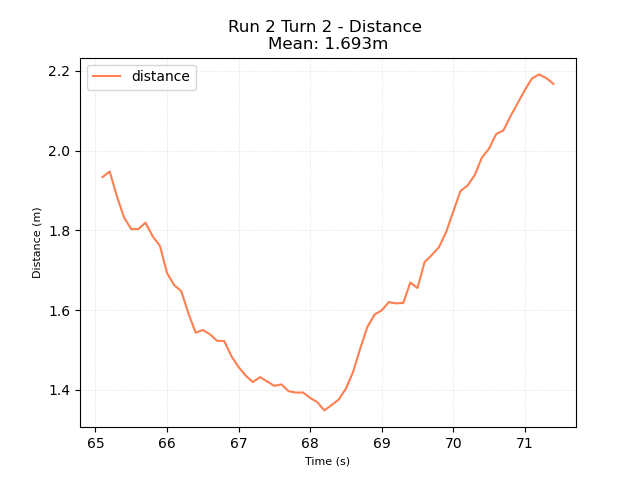 Run 2 Turn 2 - Distance
Mean: 1.693m
distance
2.2
2.0
1.8
1.6
1.4
Distance (m)
65 66 67 68 69 70 71
Time (s)